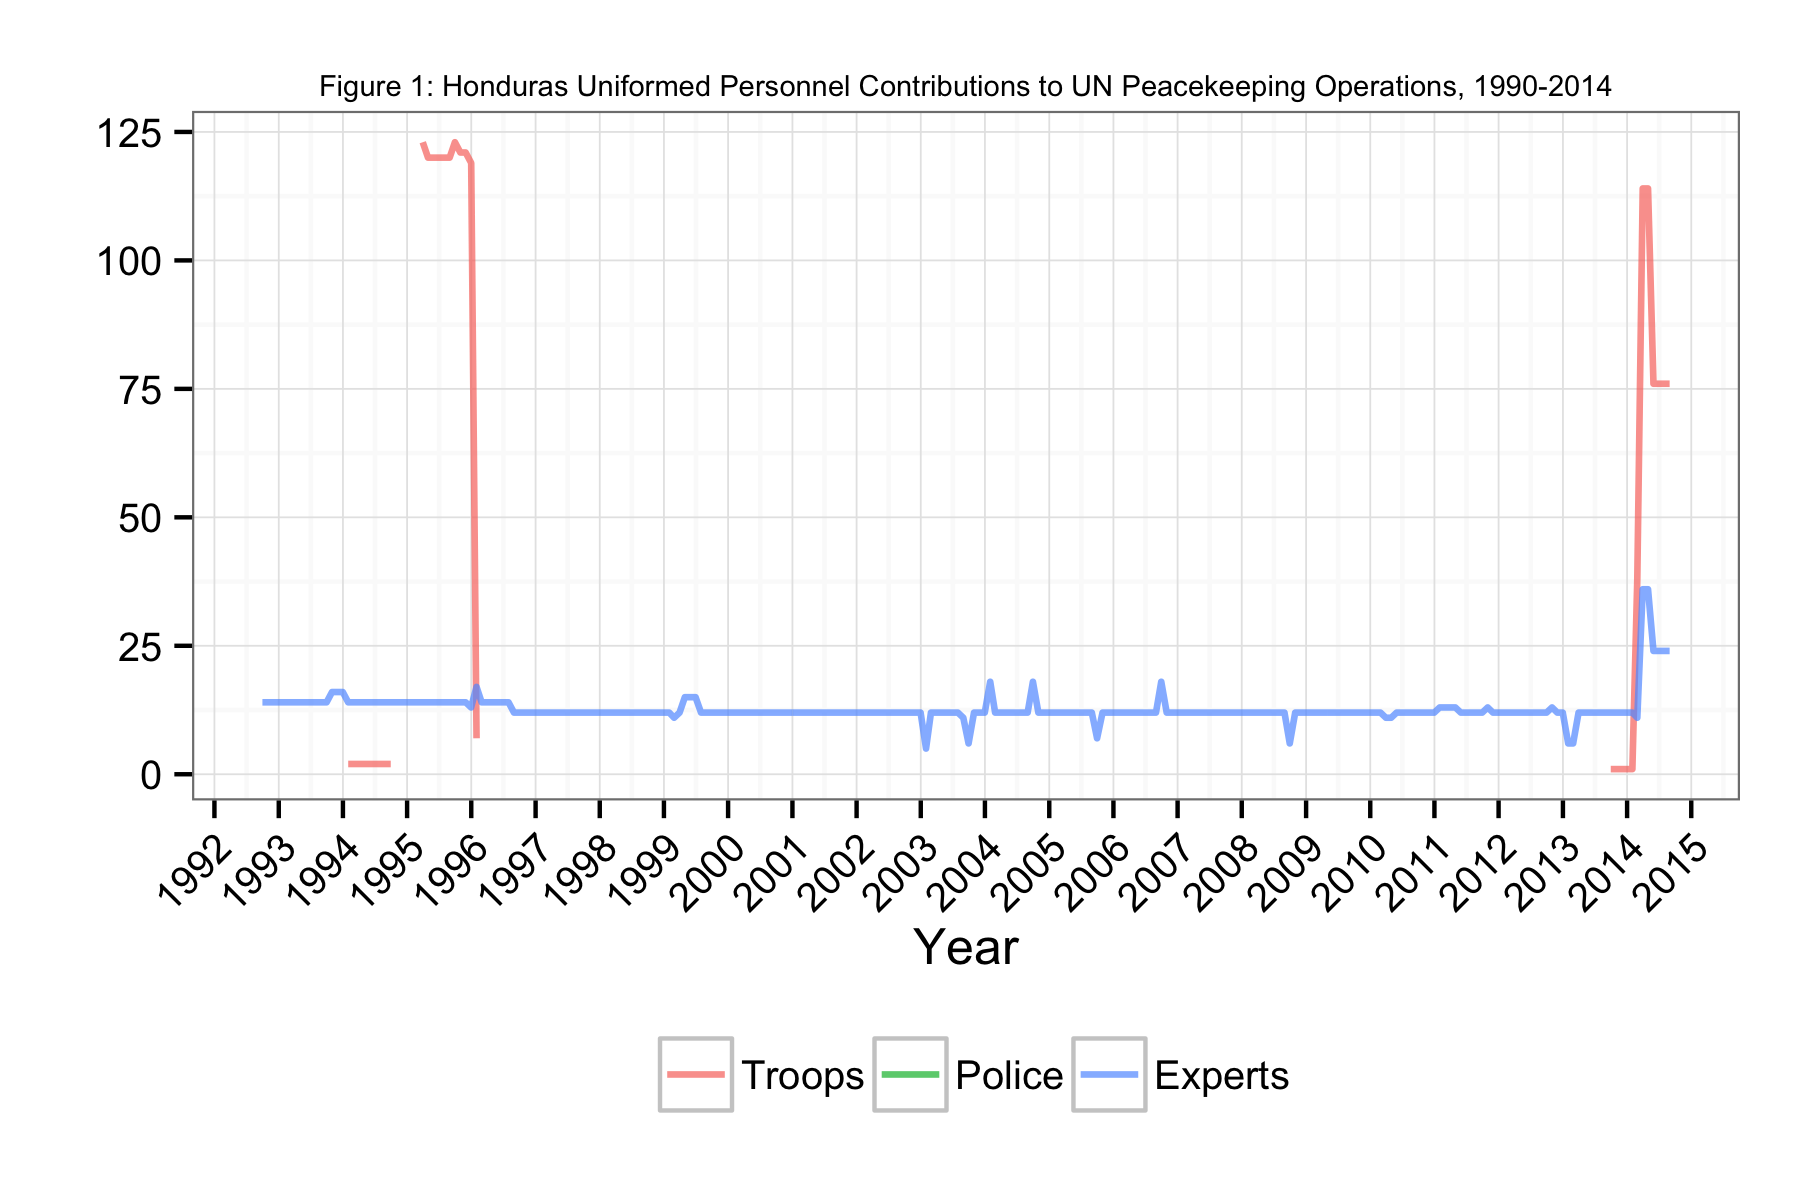 Figure 1: Honduras Uniformed Personnel Contributions to UN Peacekeeping Operations, 1990-2014
125
100
75
50
25
0
1992 1993 1994 1995 1996 1997 1998 1999 2000 2001 2002 2003 2004 2005 2006 2007 2008 2009 2010 2011 2012 2013 2014 2015
Year
Troops Police Experts